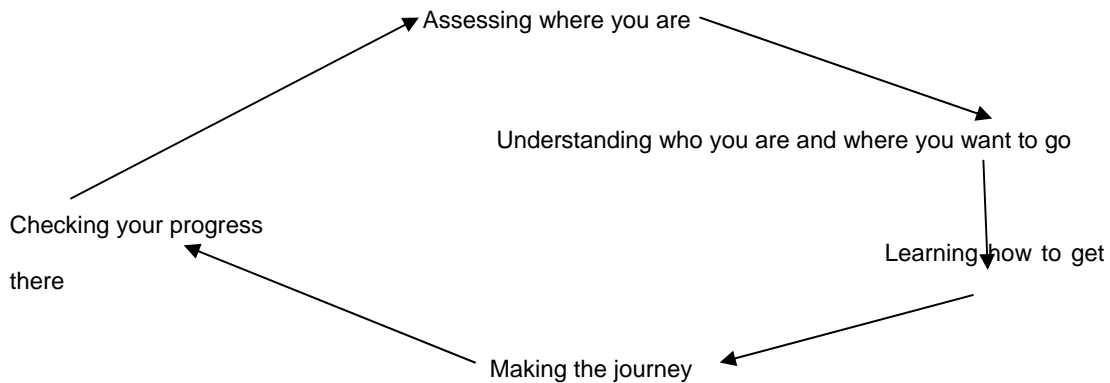 Assessing where you are
Understanding who you are and where you want to go
Checking your progress
Learning how to get
there
Making the journey